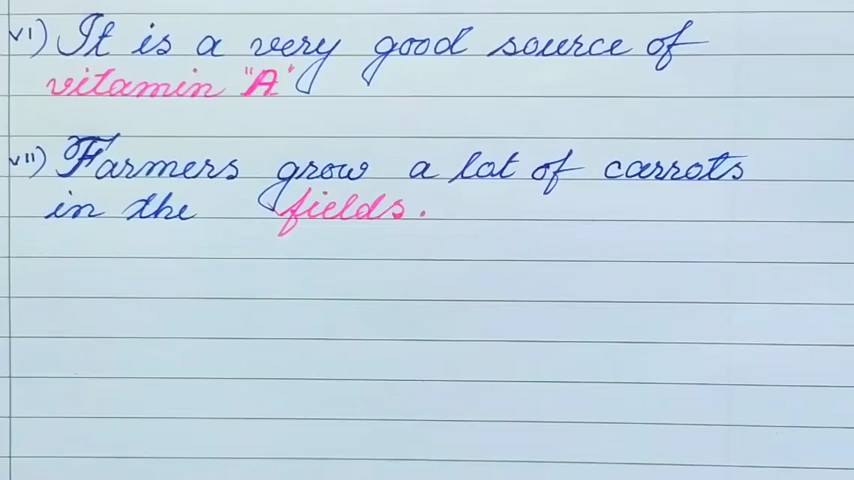 VI) It is a very good source of
vitamin "A"
VII) Farmers grow a lot of carrots
in the fields.